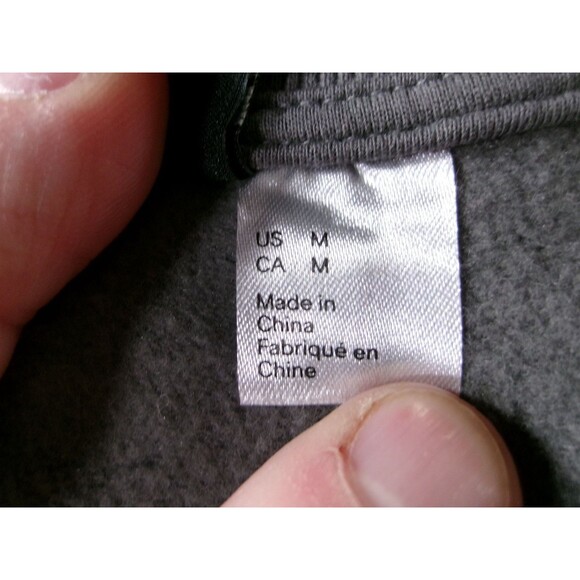 US M
CA M
Made in
China
Fabriqué en
Chine